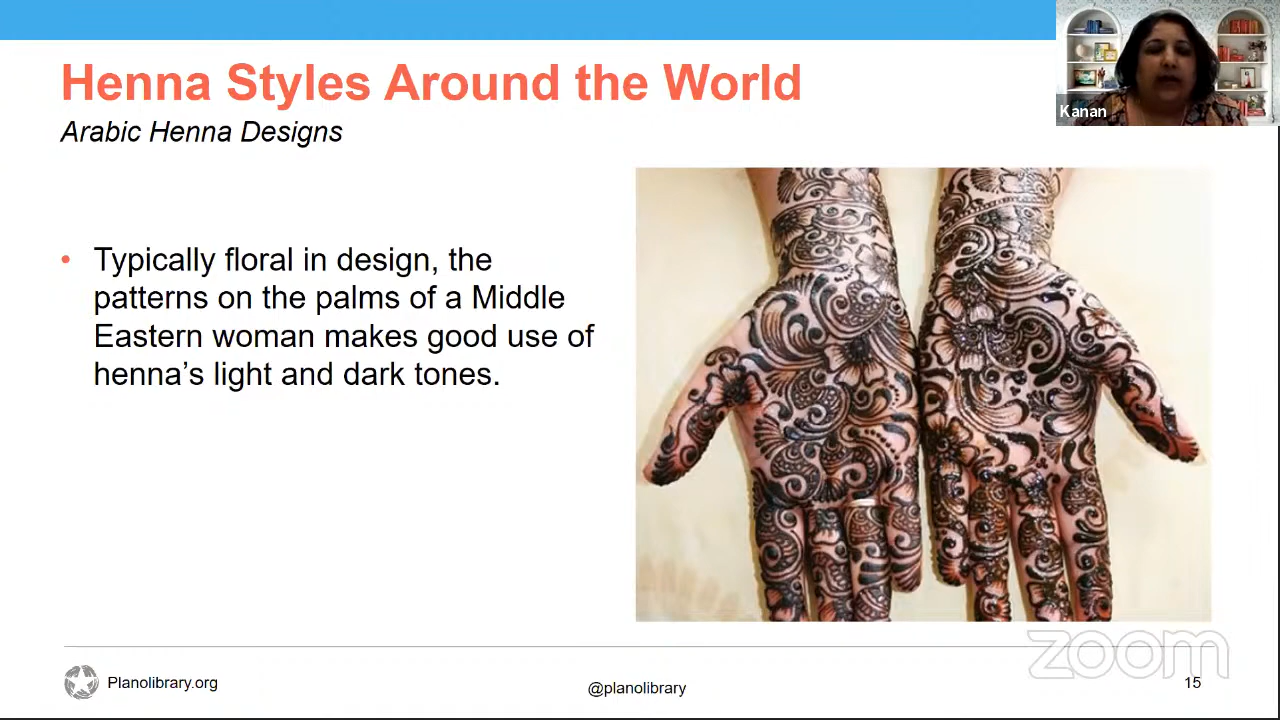 Henna Styles Around the World
Arabic Henna Designs
Kanan
• Typically floral in design, the
patterns on the palms of a Middle
Eastern woman makes good use of
henna’s light and dark tones.
zoom
Planolibrary.org
@planolibrary
15